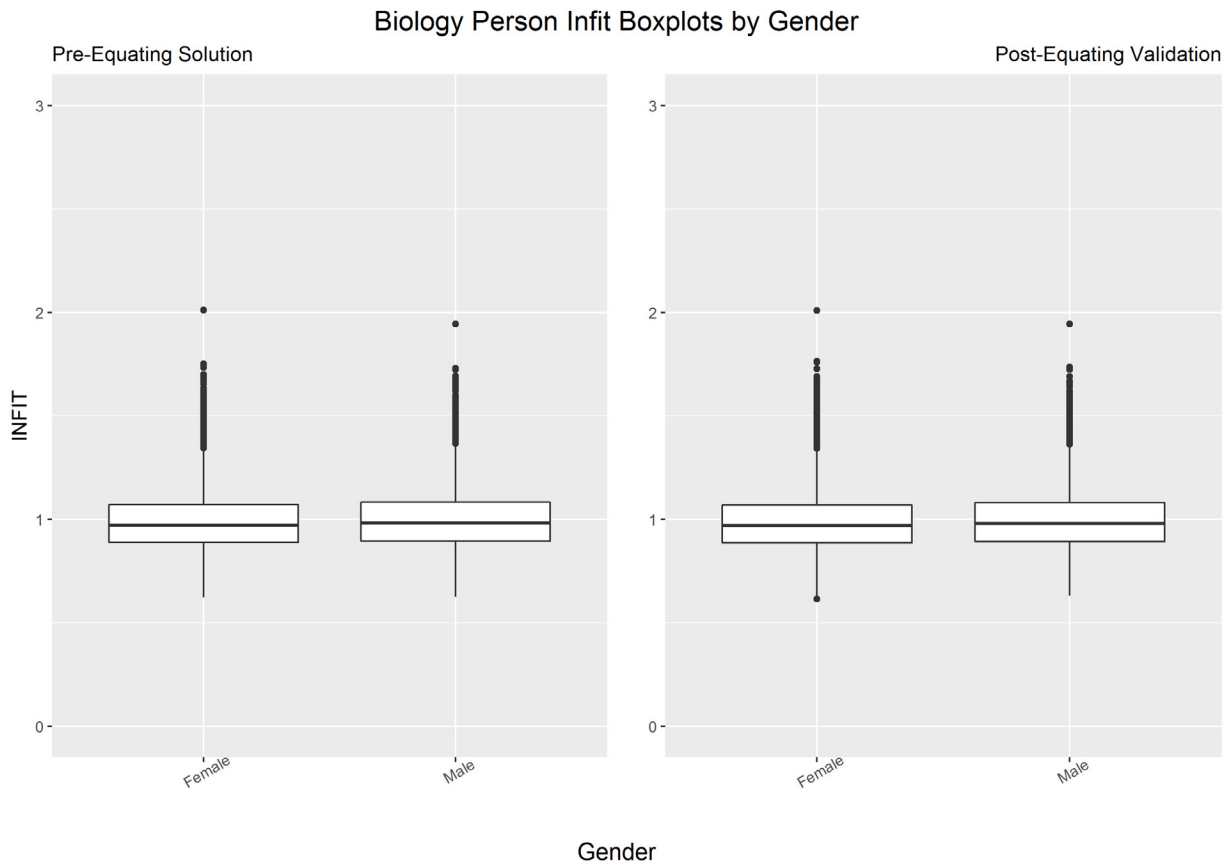 Biology Person Infit Boxplots by Gender
Pre-Equating Solution
Post-Equating Validation
INFIT
3
2
1
0
Female
Male
3
2
1
0
Female
Male
Gender